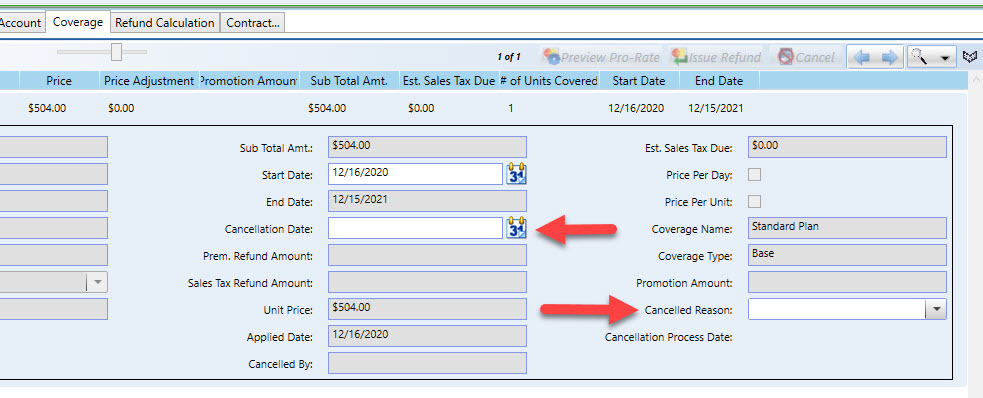 Account Coverage Refund Calculation Contract...
1 of 1 Preview Pro-Rate Issue Refund Cancel
Price Price Adjustment Promotion Amoun Sub Total Amt. Est. Sales Tax Due # of Units Covered Start Date End Date
$504.00 $0.00 $504.00 $0.00 1 12/16/2020 12/15/2021
Sub Total Amt.: $504.00 Est. Sales Tax Due: $0.00
Start Date: 12/16/2020 31 Price Per Day:
End Date: 12/15/2021 Price Per Unit:
Cancellation Date: 31 Coverage Name: Standard Plan
Prem. Refund Amount: Coverage Type: Base
Sales Tax Refund Amount: Promotion Amount:
Unit Price: $504.00 Cancelled Reason:
Applied Date: 12/16/2020 Cancellation Process Date:
Cancelled By: